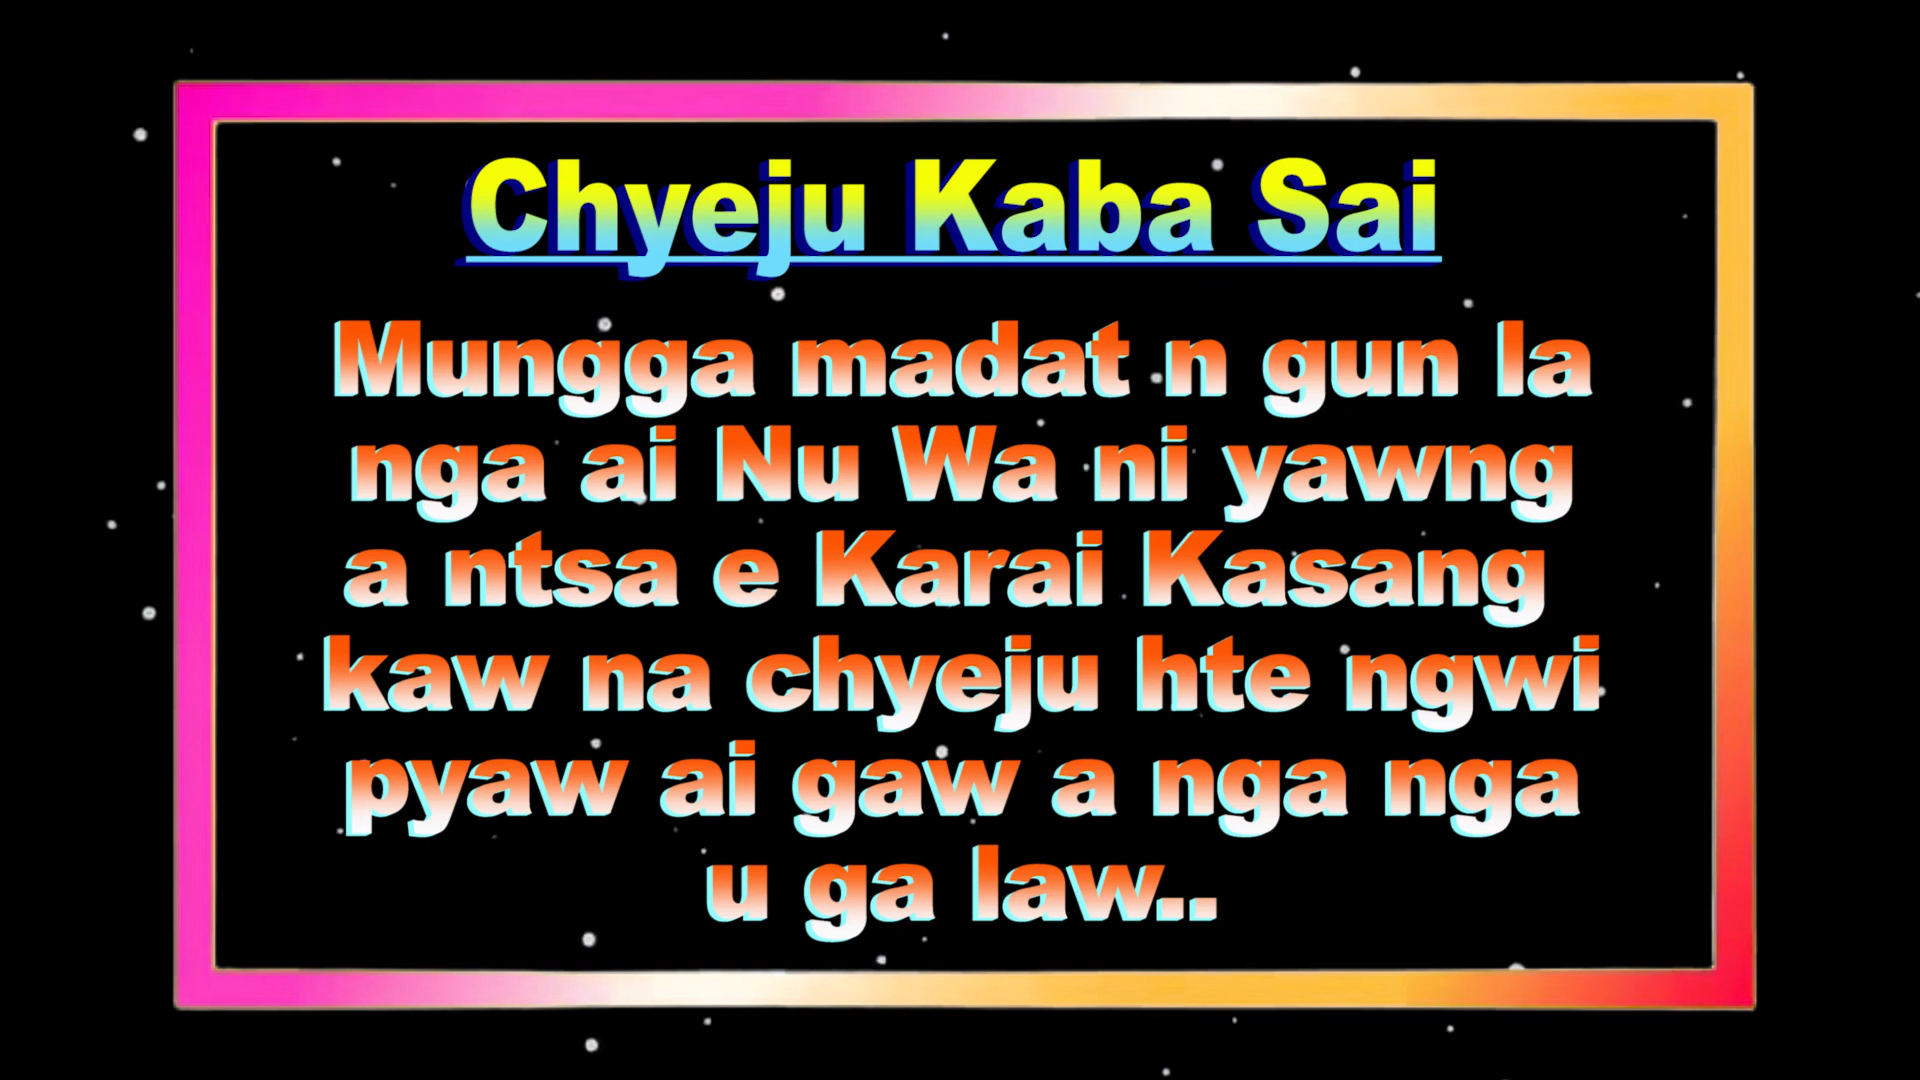 Chyeju Kaba Sai
Mungga madat n gun la
nga ai Nu Wa ni yawng
a ntsa e Karai Kasang
kaw na chyeju hte ngwi
pyaw ai gaw a nga nga
u ga law..